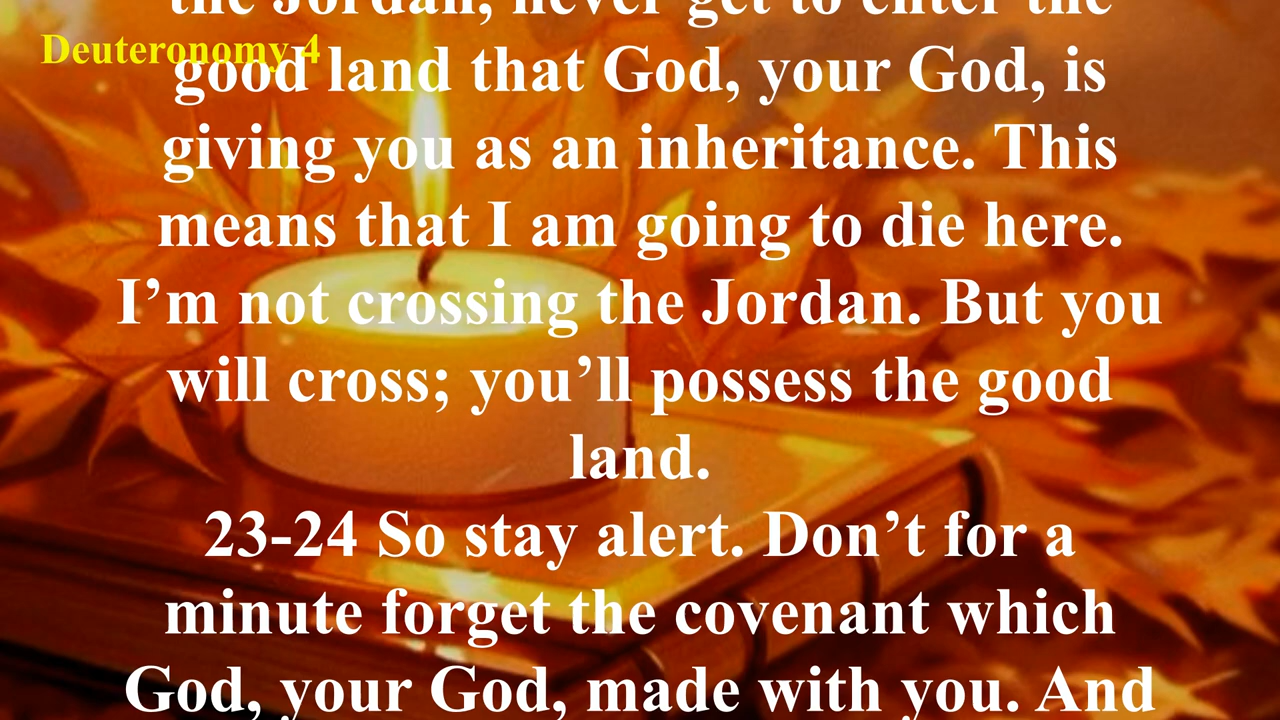 the Jordan, never get to enter the
Deuteronomy 4
good land that God, your God, is
giving you as an inheritance. This
means that I am going to die here.
I’m not crossing the Jordan. But you
will cross; you’ll possess the good
land.
23-24 So stay alert. Don’t for a
minute forget the covenant which
God, your God, made with you. And